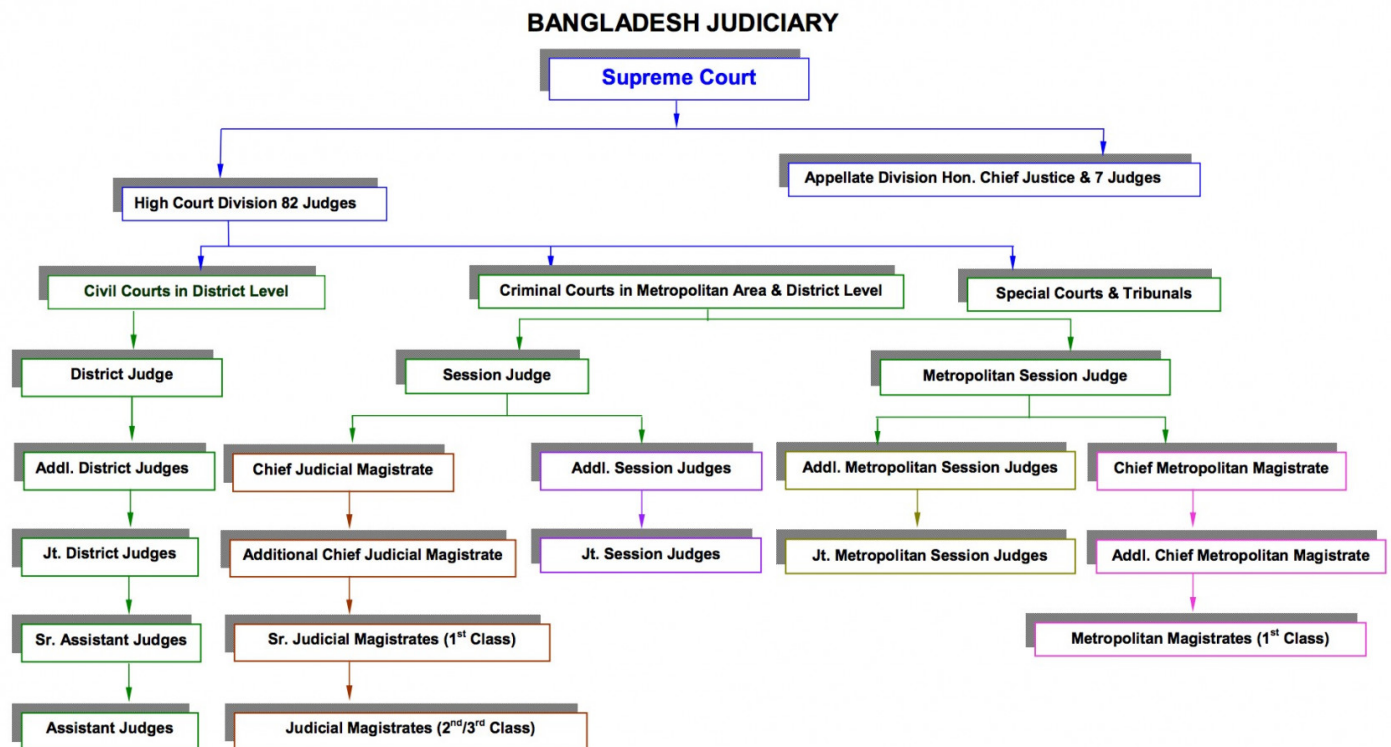 BANGLADESH JUDICIARY
Supreme Court
Appellate Division Hon. Chief Justice & 7 Judges
High Court Division 82 Judges
Civil Courts in District Level
Criminal Courts in Metropolitan Area & District Level
Special Courts & Tribunals
District Judge
Session Judge
Metropolitan Session Judge
Addl. District Judges
Chief Judicial Magistrate
Addl. Session Judges
Addl. Metropolitan Session Judges
Chief Metropolitan Magistrate
Jt. District Judges
Additional Chief Judicial Magistrate
Jt. Session Judges
Jt. Metropolitan Session Judges
Addl. Chief Metropolitan Magistrate
Sr. Assistant Judges
Sr. Judicial Magistrates (1st Class)
Metropolitan Magistrates (1st Class)
Assistant Judges
Judicial Magistrates (2nd/3rd Class)